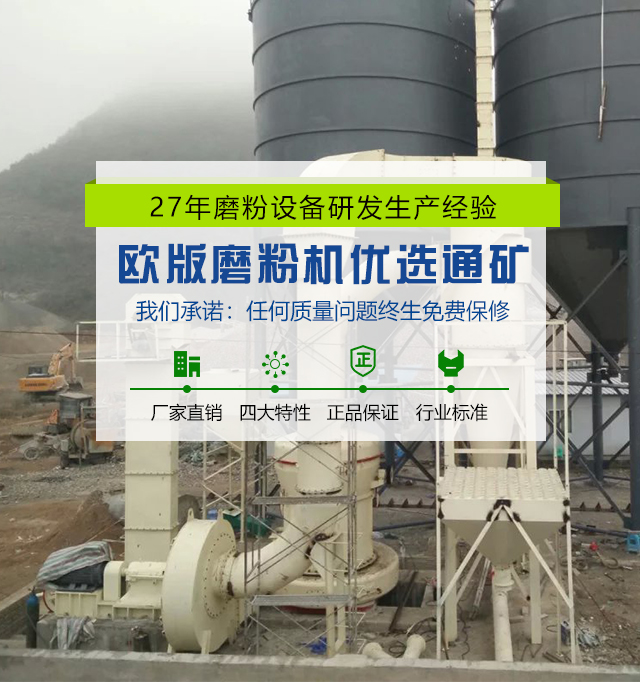 27年磨粉设备研发生产经验
欧版磨粉机优选通矿
我们承诺：任何质量问题终生免费保修
正
厂家直销 四大特性 正品保证 行业标准